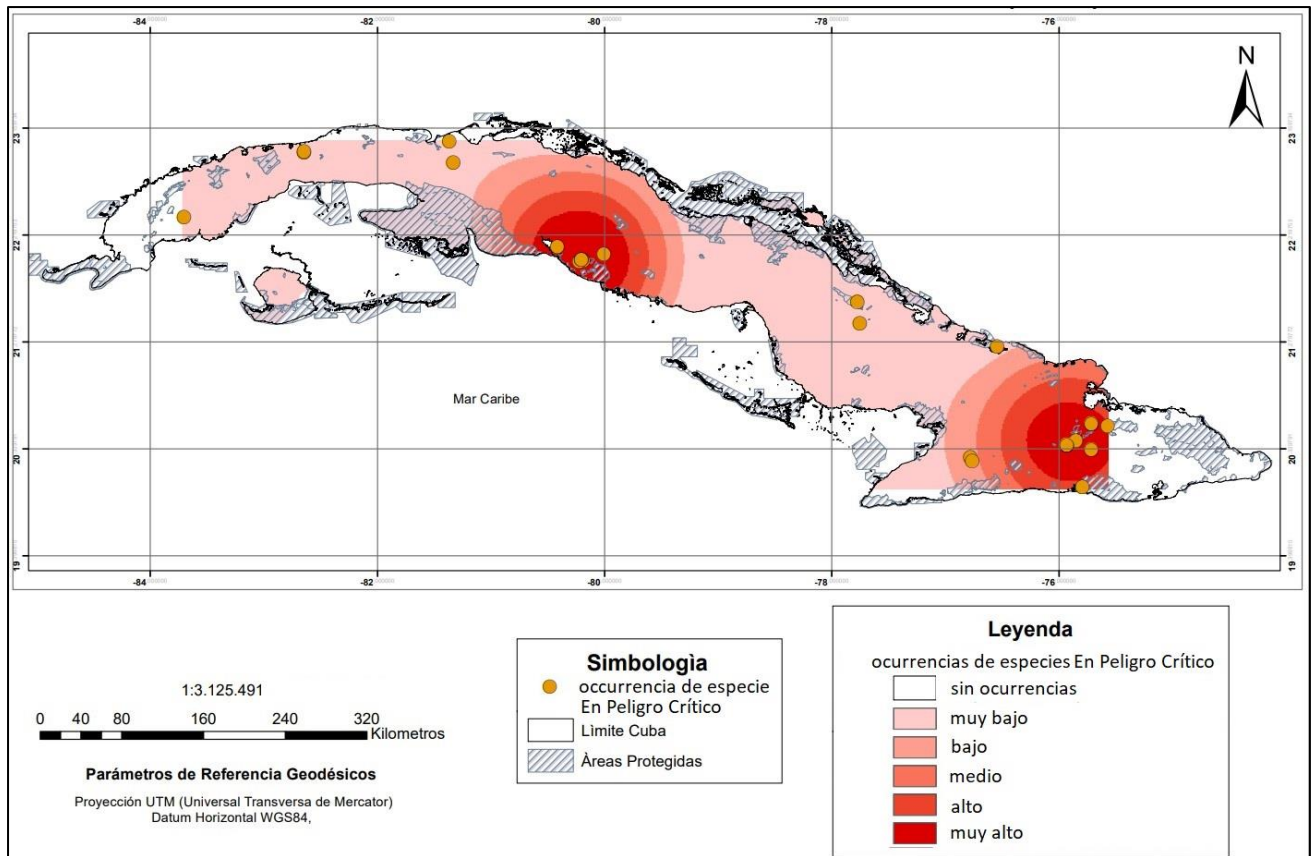 -84
-82
-80
-78
-76
N
23
23
22
22
21
21
Mar Caribe
20
20
19
19
-84
-82
-80
-78
-76
1:3.125.491
0 40 80 160 240 320
Kilometros
Parámetros de Referencia Geodésicos
Proyección UTM (Universal Transversa de Mercator)
Datum Horizontal WGS84,
Simbologìa
occurrencia de especie
En Peligro Crítico
Lìmite Cuba
Àreas Protegidas
Leyenda
ocurrencias de especies En Peligro Crítico
sin ocurrencias
muy bajo
bajo
medio
alto
muy alto